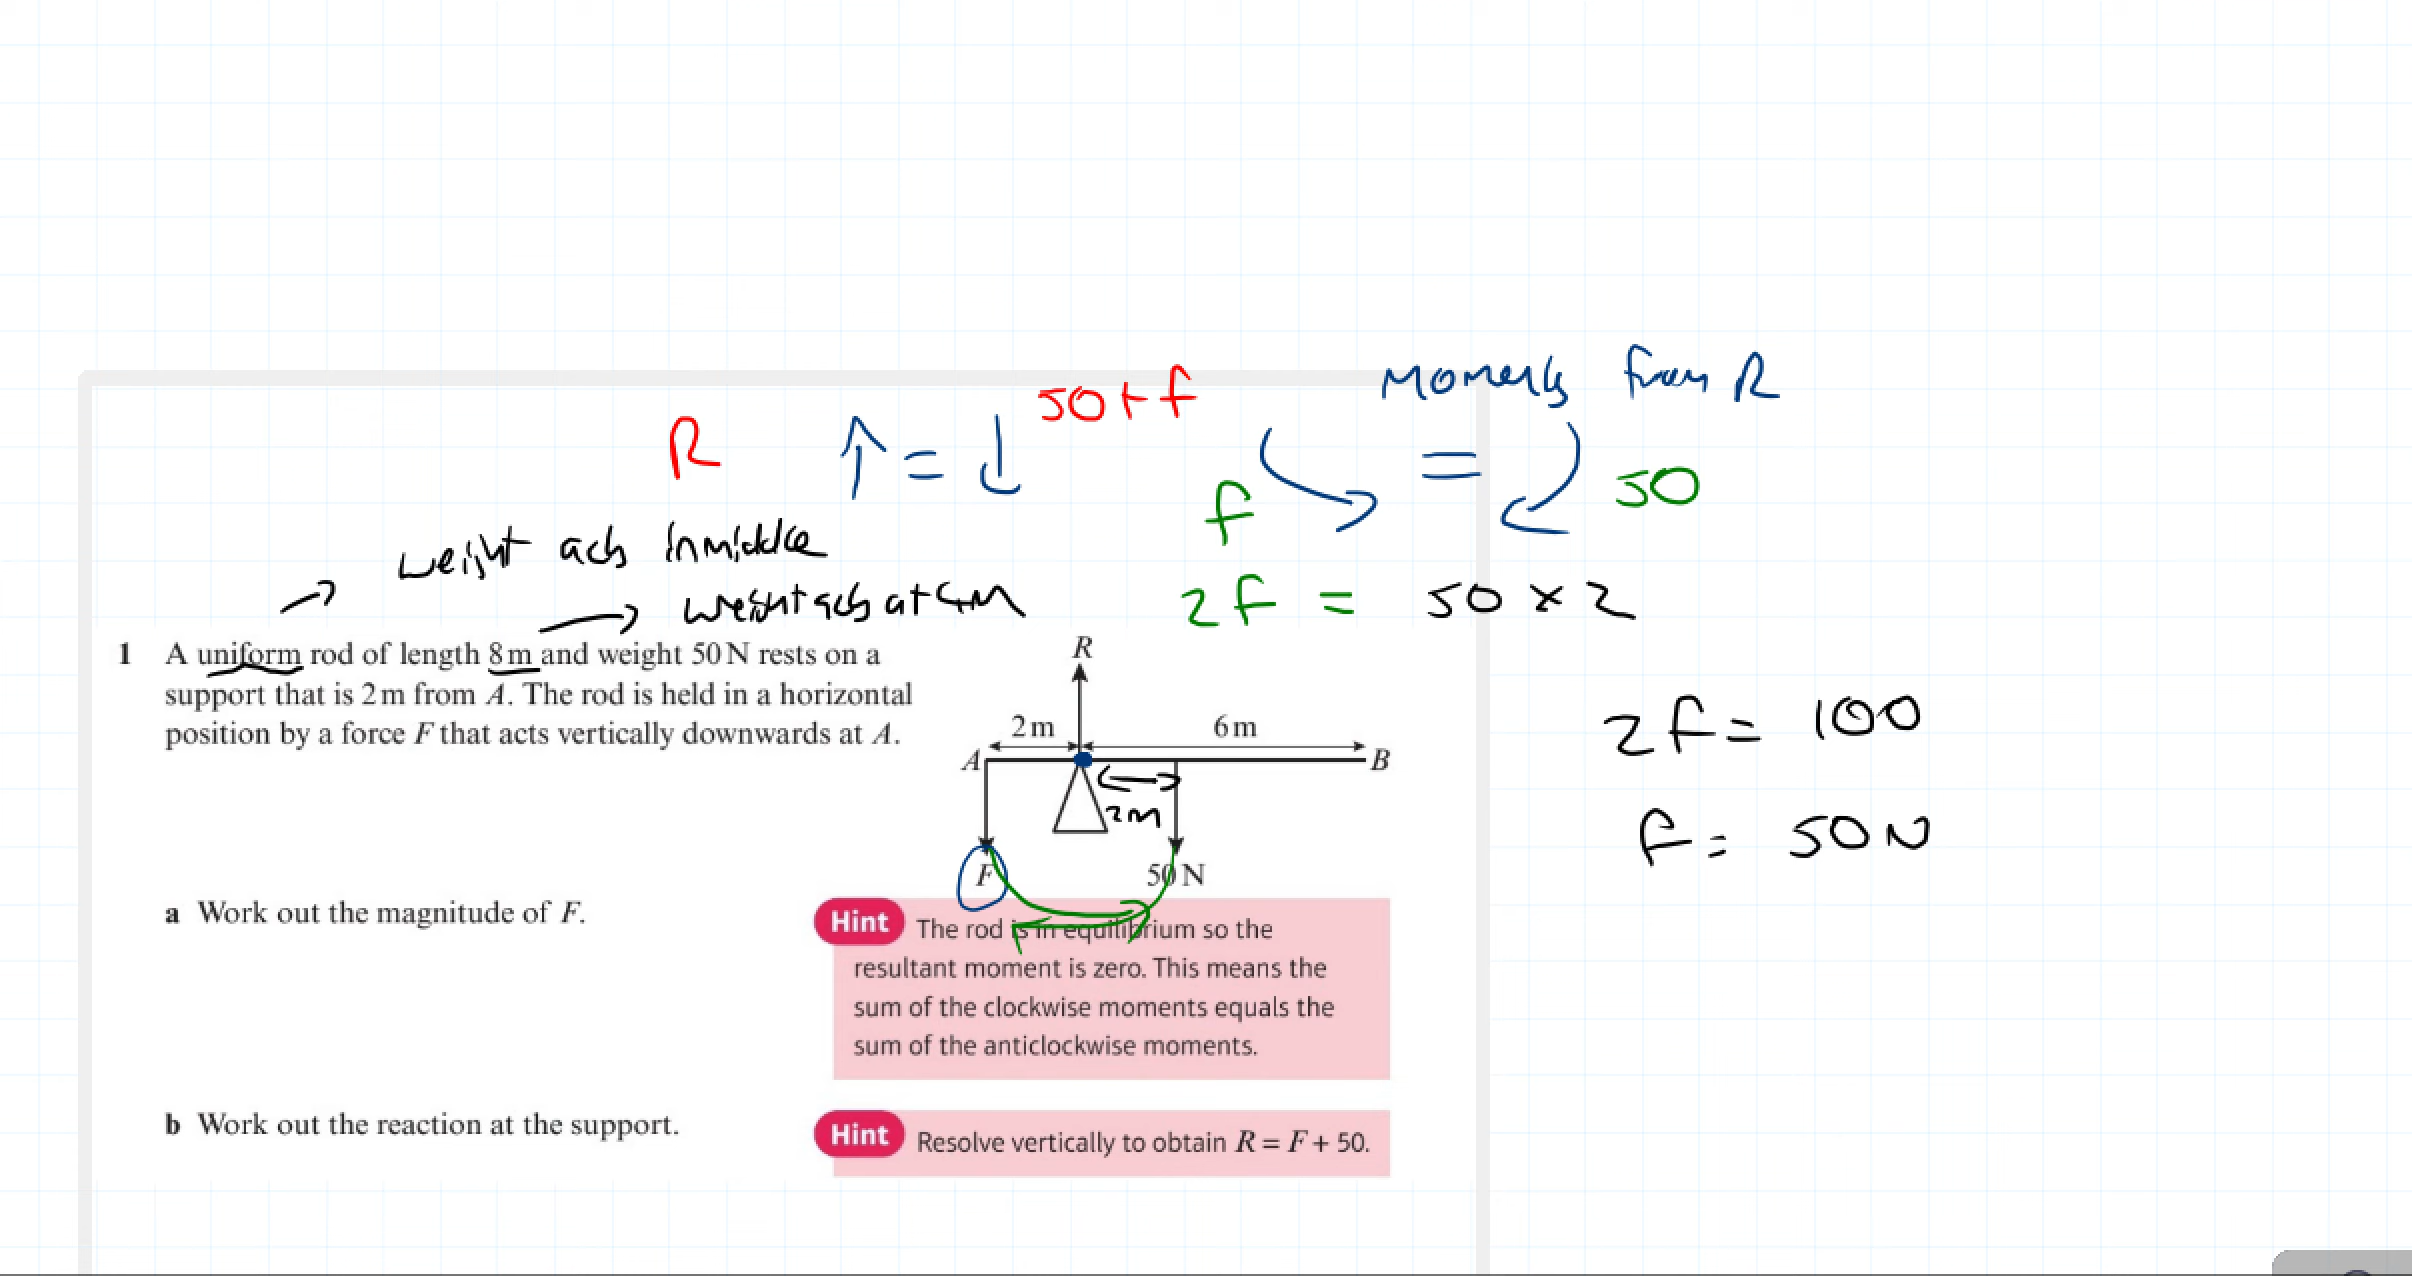 Moments from R
50 + f
R ↑ = ↓
f = 50
weight acts in middle
→ → weight acts at 4m
2f = 50 × 2
1 A uniform rod of length 8 m and weight 50 N rests on a
support that is 2 m from A. The rod is held in a horizontal
position by a force F that acts vertically downwards at A.
R
2 m 6 m
A B
2m
F 50 N
2f = 100
f = 50N
a Work out the magnitude of F.
Hint The rod is in equilibrium so the
resultant moment is zero. This means the
sum of the clockwise moments equals the
sum of the anticlockwise moments.
b Work out the reaction at the support.
Hint Resolve vertically to obtain R = F + 50.